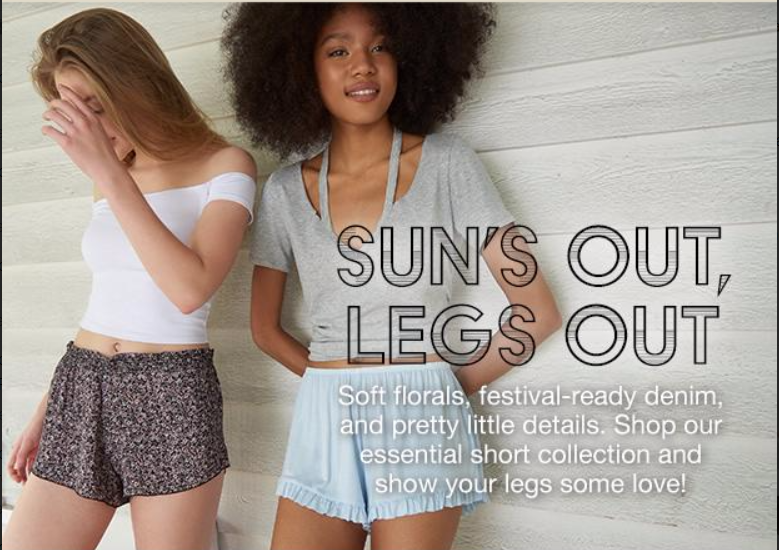 SUN'S OUT,
LEGS OUT
Soft florals, festival-ready denim,
and pretty little details. Shop our
essential short collection and
show your legs some love!